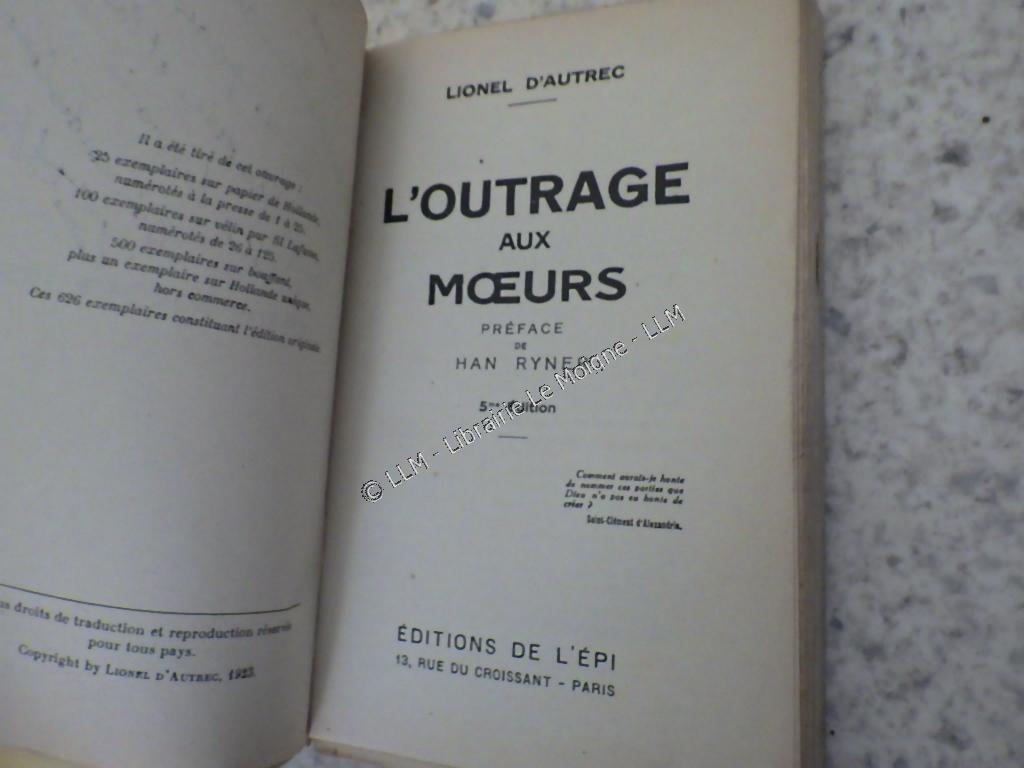 Il a été tiré de cet ouvrage :
25 exemplaires sur papier de Hollande,
numérotés à la presse de 1 à 25.
100 exemplaires sur vélin pur fil Lafuma,
numérotés de 26 à 125.
500 exemplaires sur bouffant,
plus un exemplaire sur Hollande unique,
hors commerce.
Ces 626 exemplaires constituant l'édition originale.
droits de traduction et reproduction réservés
pour tous pays.
Copyright by LIONEL D'AUTREC, 1923.
LIONEL D'AUTREC
L'OUTRAGE
AUX
MŒURS
PRÉFACE
DE
HAN RYNER
5me Édition
Comment aurais-je honte
de nommer ces parties que
Dieu n'a pas eu honte de
créer ?
Saint-Clément d'Alexandrie.
ÉDITIONS DE L'ÉPI
13, RUE DU CROISSANT - PARIS
© LLM - Librairie Le Moigne - LLM